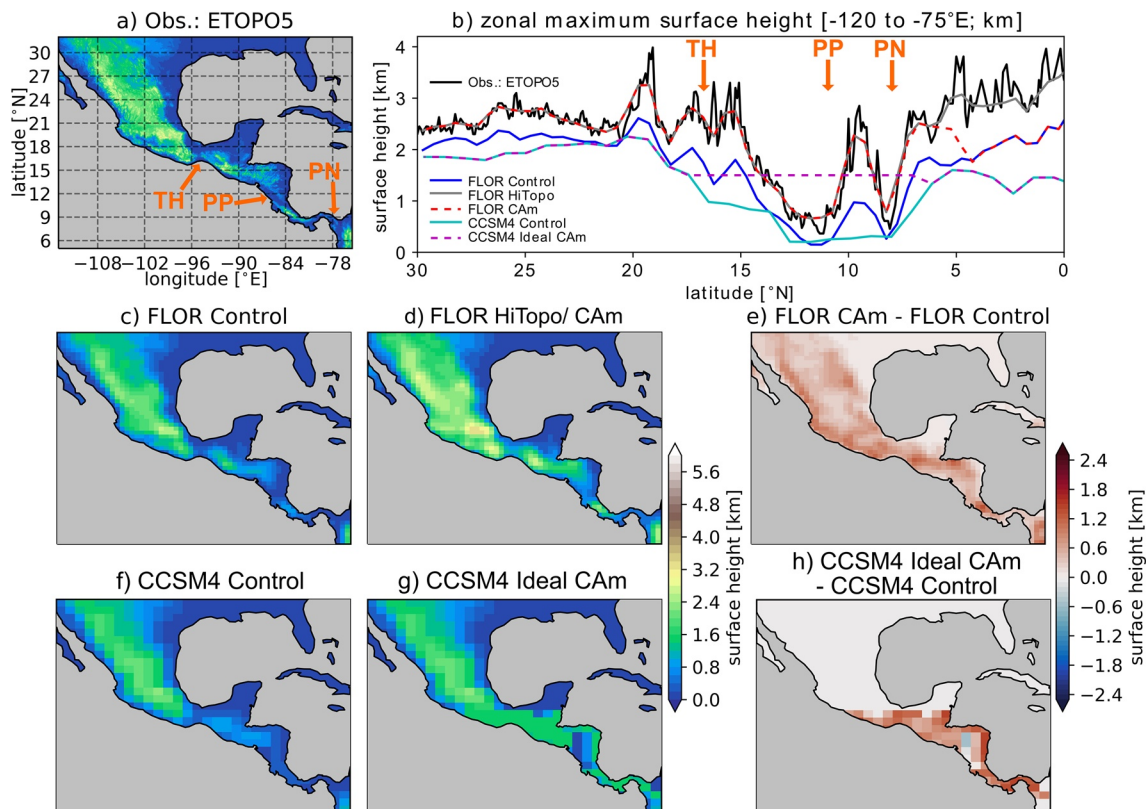 a) Obs.: ETOPO5
30
27
24
21
18
15
12
9
6
latitude [°N]
TH
PP
PN
−108−102 −96 −90 −84 −78
longitude [°E]
b) zonal maximum surface height [-120 to -75°E; km]
TH
PP
PN
4
3
2
1
0
surface height [km]
Obs.: ETOPO5
FLOR Control
FLOR HiTopo
FLOR CAm
CCSM4 Control
CCSM4 Ideal CAm
30 25 20 15 10 5 0
latitude [°N]
c) FLOR Control
d) FLOR HiTopo/ CAm
e) FLOR CAm - FLOR Control
f) CCSM4 Control
g) CCSM4 Ideal CAm
5.6
4.8
4.0
3.2
2.4
1.6
0.8
0.0
surface height [km]
h) CCSM4 Ideal CAm
- CCSM4 Control
2.4
1.8
1.2
0.6
0.0
−0.6
−1.2
−1.8
−2.4
surface height [km]